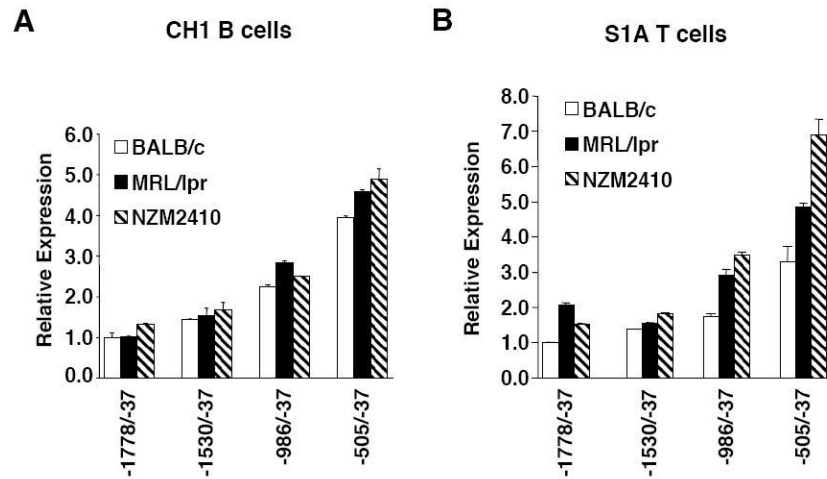 A
CH1 B cells
Relative Expression
6.0
5.0
4.0
3.0
2.0
1.0
0.0
BALB/c
MRL/lpr
NZM2410
-1778/-37
-1530/-37
-986/-37
-505/-37
B
S1A T cells
Relative Expression
8.0
7.0
6.0
5.0
4.0
3.0
2.0
1.0
0.0
BALB/c
MRL/lpr
NZM2410
-1778/-37
-1530/-37
-986/-37
-505/-37